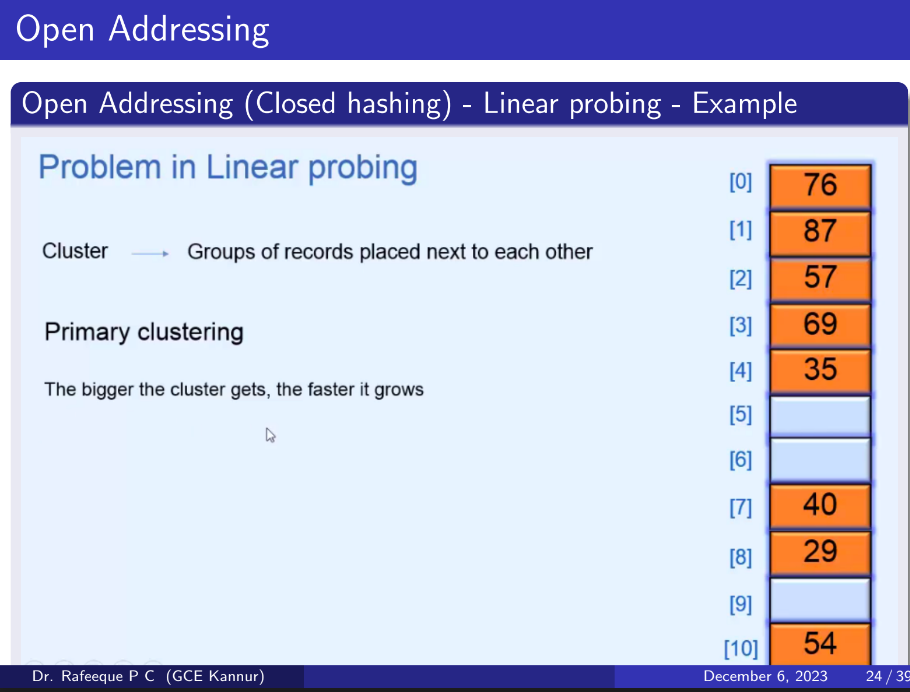 Open Addressing
Open Addressing (Closed hashing) - Linear probing - Example
Problem in Linear probing
Cluster → Groups of records placed next to each other
Primary clustering
The bigger the cluster gets, the faster it grows
[0] 76
[1] 87
[2] 57
[3] 69
[4] 35
[5]
[6]
[7] 40
[8] 29
[9]
[10] 54
Dr. Rafeeque P C (GCE Kannur) December 6, 2023 24 / 39